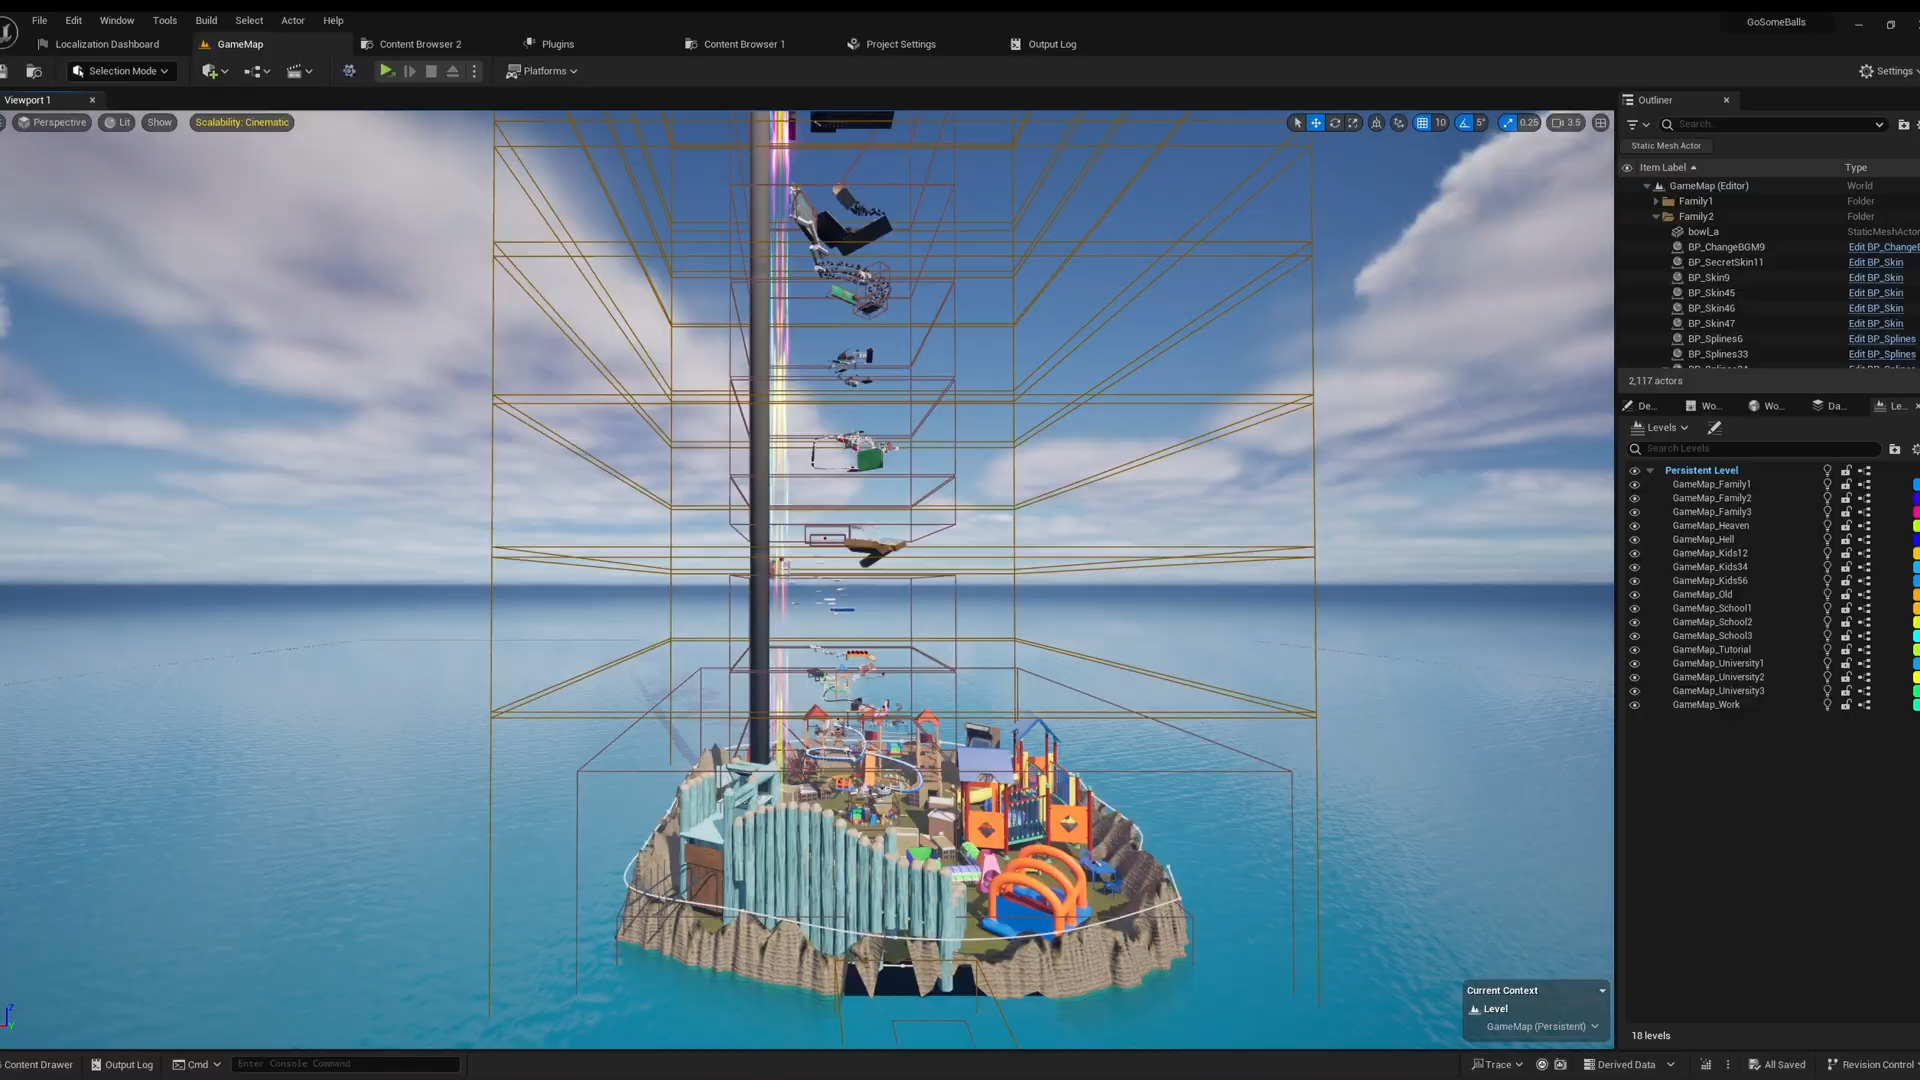 File Edit Window Tools Build Select Actor Help
GoSomeBalls
Localization Dashboard GameMap Content Browser 2 Plugins Content Browser 1 Project Settings Output Log
Selection Mode Platforms Settings
Viewport 1
Perspective Lit Show Scalability: Cinematic 10 5° 0.25 3.5
Outliner
Search...
Static Mesh Actor
Item Label Type
GameMap (Editor) World
Family1 Folder
Family2 Folder
bowl_a StaticMeshActor
BP_ChangeBGM9 Edit BP_ChangeB
BP_SecretSkin11 Edit BP_Skin
BP_Skin9 Edit BP_Skin
BP_Skin45 Edit BP_Skin
BP_Skin46 Edit BP_Skin
BP_Skin47 Edit BP_Skin
BP_Splines6 Edit BP_Splines
BP_Splines33 Edit BP_Splines
2,117 actors
De... Wo... Wo... Da... Le...
Levels
Search Levels
Persistent Level
GameMap_Family1
GameMap_Family2
GameMap_Family3
GameMap_Heaven
GameMap_Hell
GameMap_Kids12
GameMap_Kids34
GameMap_Kids56
GameMap_Old
GameMap_School1
GameMap_School2
GameMap_School3
GameMap_Tutorial
GameMap_University1
GameMap_University2
GameMap_University3
GameMap_Work
18 levels
Current Context
Level
GameMap (Persistent)
Content Drawer Output Log Cmd Enter Console Command Trace Derived Data All Saved Revision Control